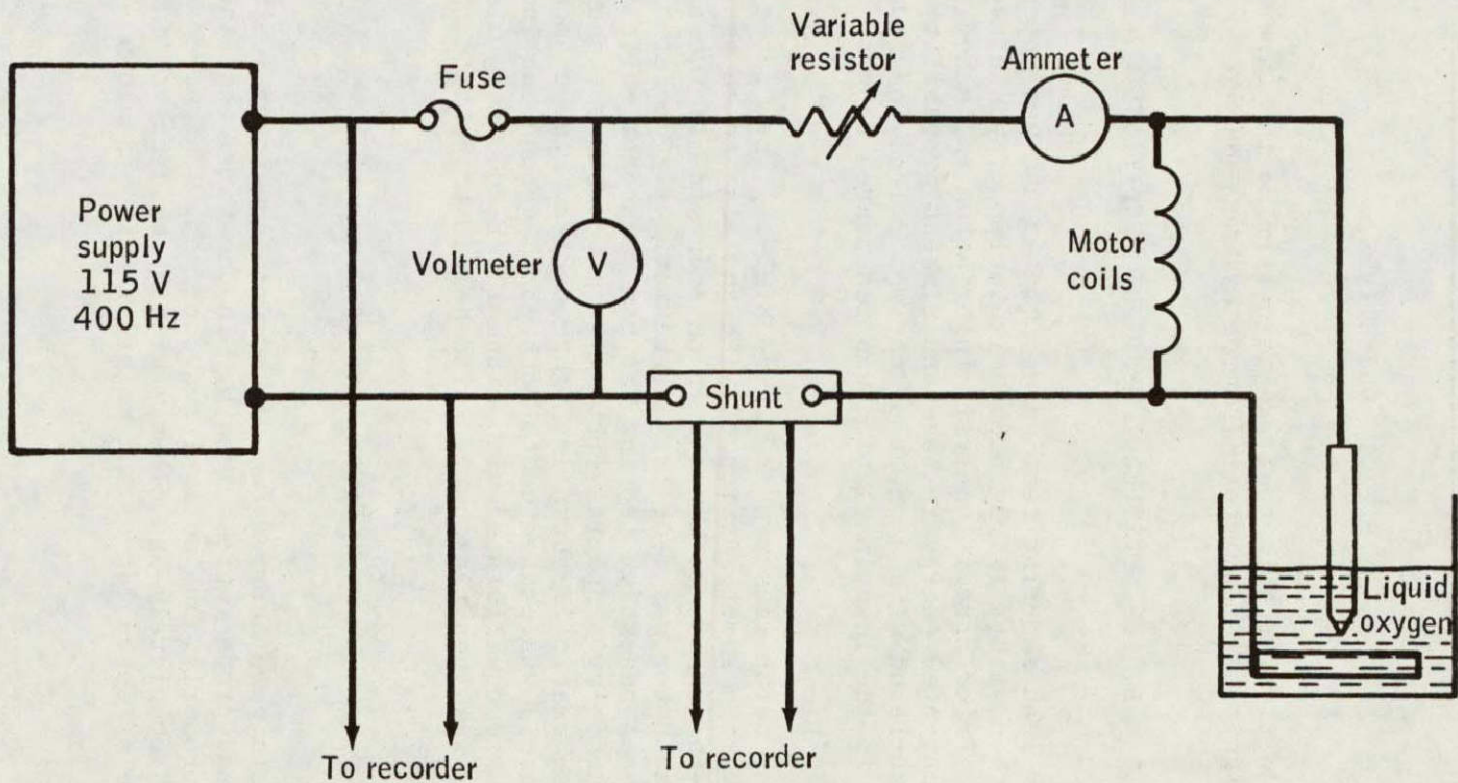 Variable
resistor
Ammeter
Fuse
A
Power
supply
115 V
400 Hz
Voltmeter
V
Motor
coils
Shunt
Liquid
oxygen
To recorder
To recorder